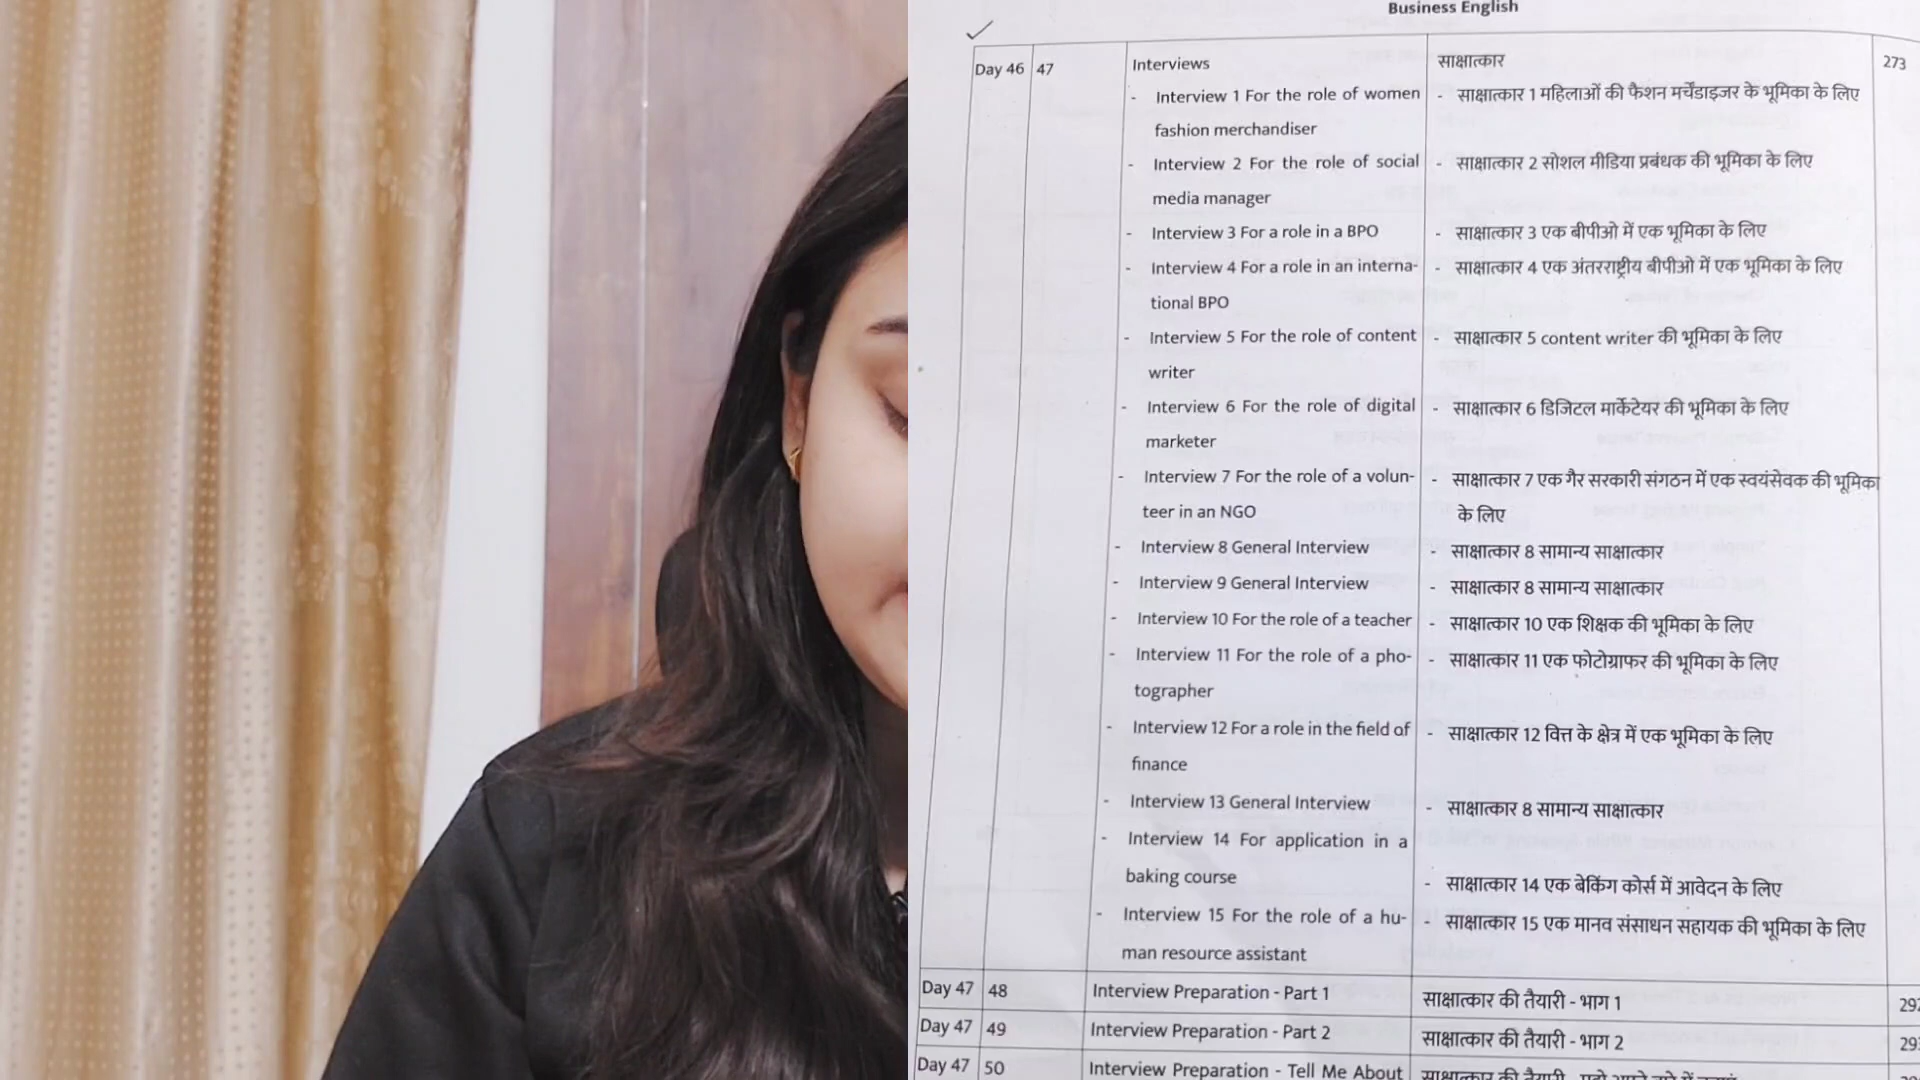 Business English
Day 46 47 Interviews साक्षात्कार 273
- Interview 1 For the role of women - साक्षात्कार 1 महिलाओं की फैशन मर्चेंडाइजर के भूमिका के लिए
fashion merchandiser
- Interview 2 For the role of social - साक्षात्कार 2 सोशल मीडिया प्रबंधक की भूमिका के लिए
media manager
- Interview 3 For a role in a BPO - साक्षात्कार 3 एक बीपीओ में एक भूमिका के लिए
- Interview 4 For a role in an interna- - साक्षात्कार 4 एक अंतरराष्ट्रीय बीपीओ में एक भूमिका के लिए
tional BPO
- Interview 5 For the role of content - साक्षात्कार 5 content writer की भूमिका के लिए
writer
- Interview 6 For the role of digital - साक्षात्कार 6 डिजिटल मार्केटेयर की भूमिका के लिए
marketer
- Interview 7 For the role of a volun- - साक्षात्कार 7 एक गैर सरकारी संगठन में एक स्वयंसेवक की भूमिका
teer in an NGO के लिए
- Interview 8 General Interview - साक्षात्कार 8 सामान्य साक्षात्कार
- Interview 9 General Interview - साक्षात्कार 8 सामान्य साक्षात्कार
- Interview 10 For the role of a teacher - साक्षात्कार 10 एक शिक्षक की भूमिका के लिए
- Interview 11 For the role of a pho- - साक्षात्कार 11 एक फोटोग्राफर की भूमिका के लिए
tographer
- Interview 12 For a role in the field of - साक्षात्कार 12 वित्त के क्षेत्र में एक भूमिका के लिए
finance
- Interview 13 General Interview - साक्षात्कार 8 सामान्य साक्षात्कार
- Interview 14 For application in a
baking course - साक्षात्कार 14 एक बेकिंग कोर्स में आवेदन के लिए
- Interview 15 For the role of a hu- - साक्षात्कार 15 एक मानव संसाधन सहायक की भूमिका के लिए
man resource assistant
Day 47 48 Interview Preparation - Part 1 साक्षात्कार की तैयारी - भाग 1
Day 47 49 Interview Preparation - Part 2 साक्षात्कार की तैयारी - भाग 2
Day 47 50 Interview Preparation - Tell Me About साक्षात्कार की तैयारी